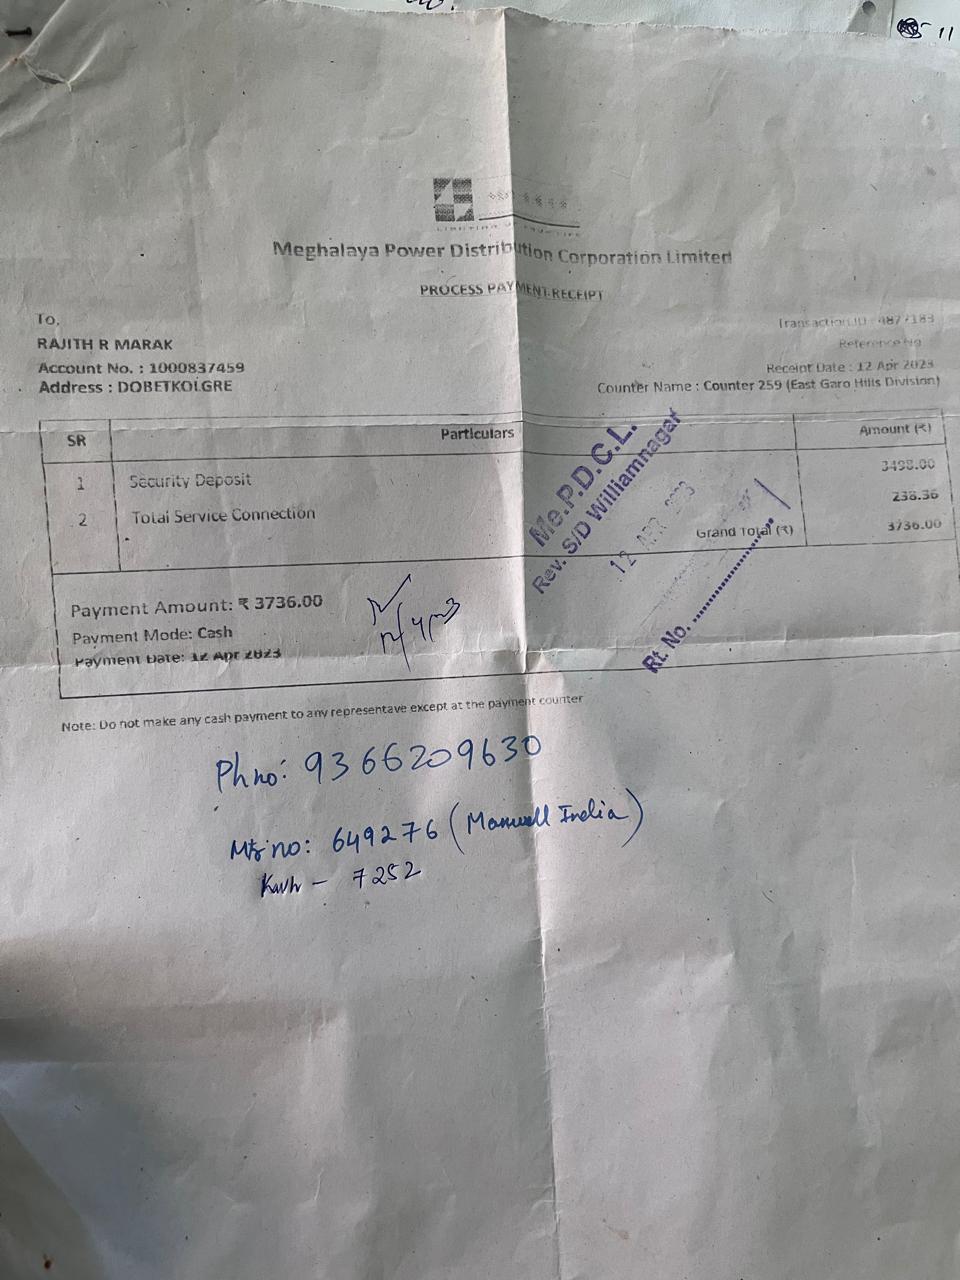 Meghalaya Power Distribution Corporation Limited
PROCESS PAYMENT RECEIPT
To,
RAJITH R MARAK
Account No. : 1000837459
Address : DOBETKOLGRE
Transaction ID :
Reference No
Receipt Date : 12 Apr 2023
Counter Name : Counter 259 (East Garo Hills Division)
SR Particulars Amount (₹)
1 Security Deposit 3498.00
2 Total Service Connection 238.36
Grand Total (₹) 3736.00
Me.P.D.C.L.
Rev. S/D Williamnagar
12 APR 2023
Rt. No. ....................
Payment Amount: ₹ 3736.00
Payment Mode: Cash
Payment Date: 12 Apr 2023
Note: Do not make any cash payment to any representave except at the payment counter
Ph no: 9366209630
no: 649276 (Manwell India)
Kwh - 7252